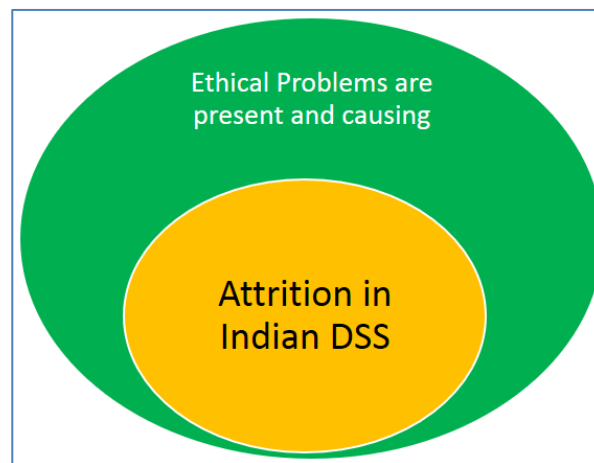 Ethical Problems are
present and causing
Attrition in
Indian DSS